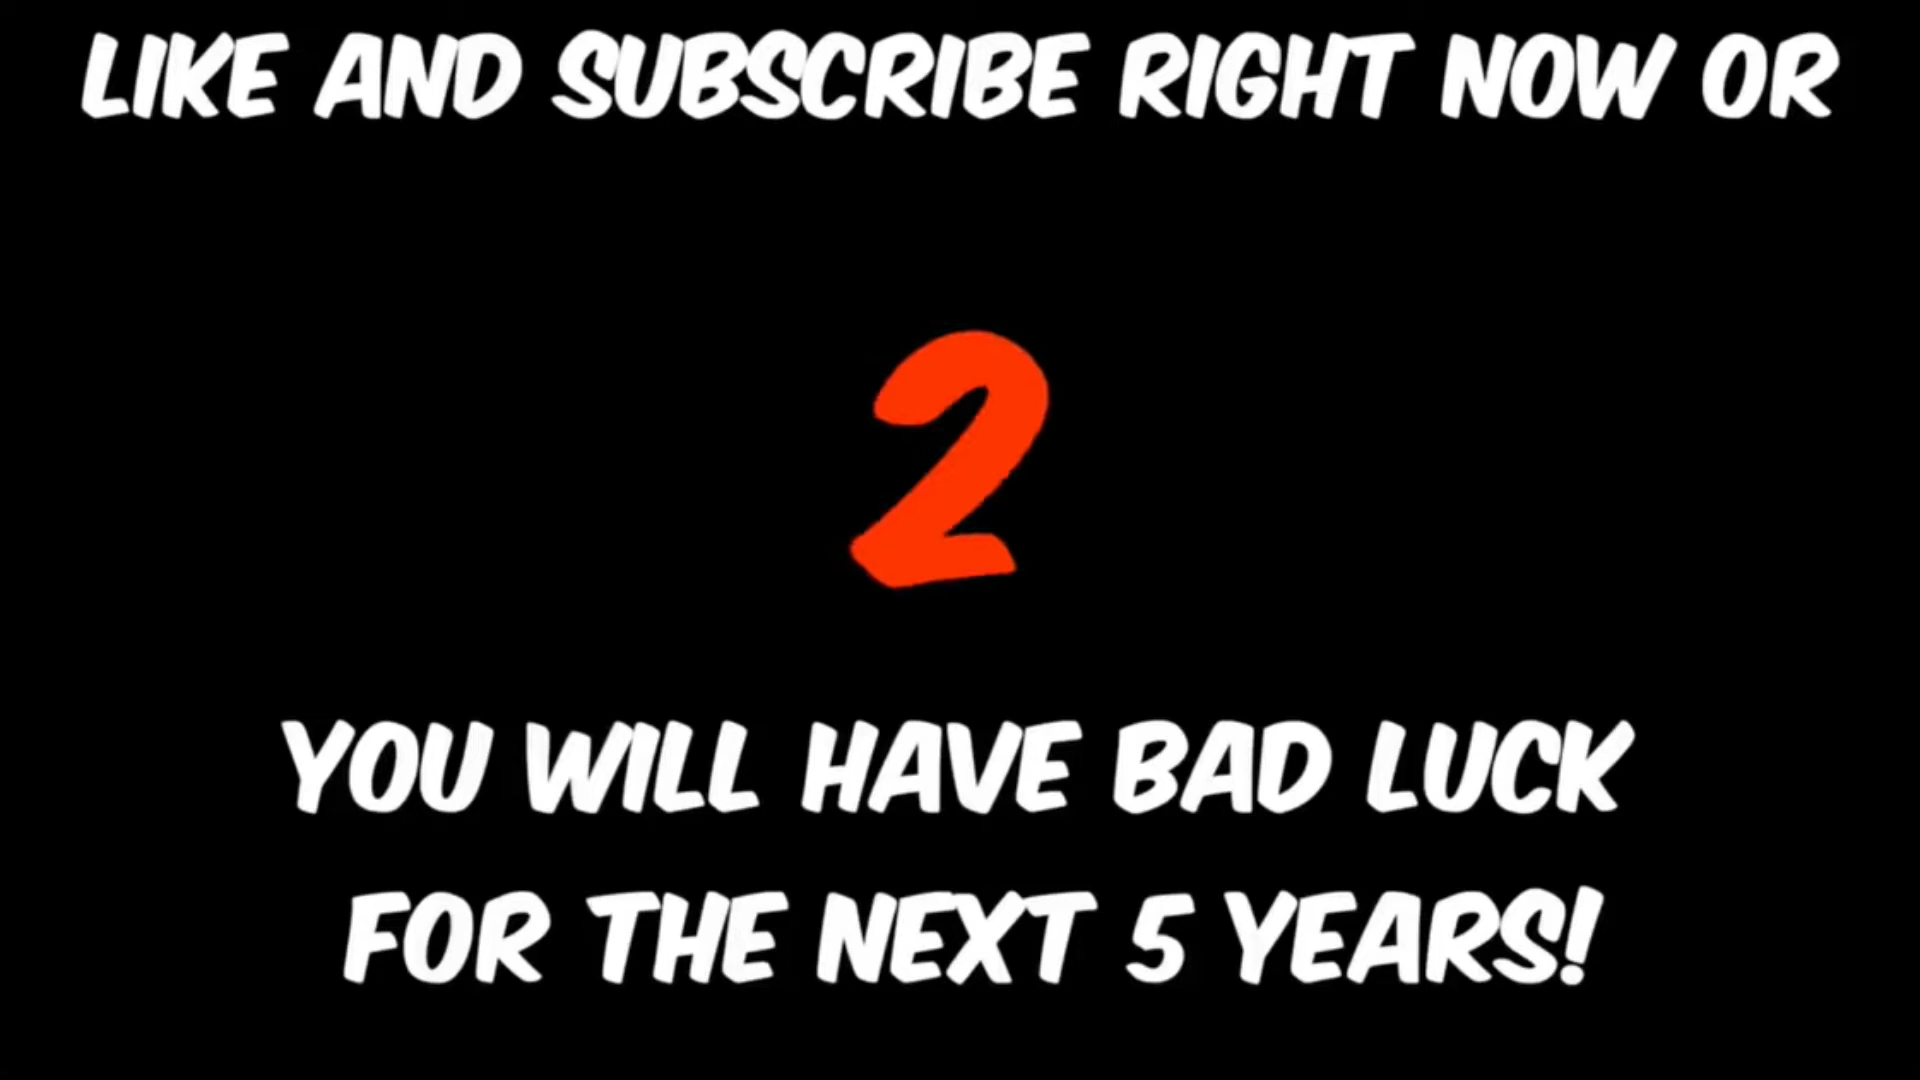 LIKE AND SUBSCRIBE RIGHT NOW OR
2
YOU WILL HAVE BAD LUCK
FOR THE NEXT 5 YEARS!